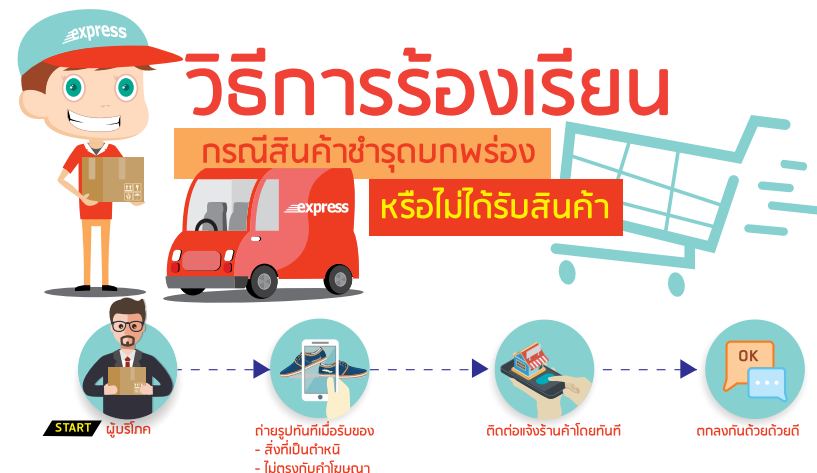 express
วิธีการร้องเรียน
กรณีสินค้าชำรุดบกพร่อง
หรือไม่ได้รับสินค้า
express
OK
START ผู้บริโภค
ถ่ายรูปทันทีเมื่อรับของ
- สิ่งที่เป็นตำหนิ
- ไม่ตรงกับคำโฆษณา
ติดต่อแจ้งร้านค้าโดยทันที
ตกลงกันด้วยด้วยดี